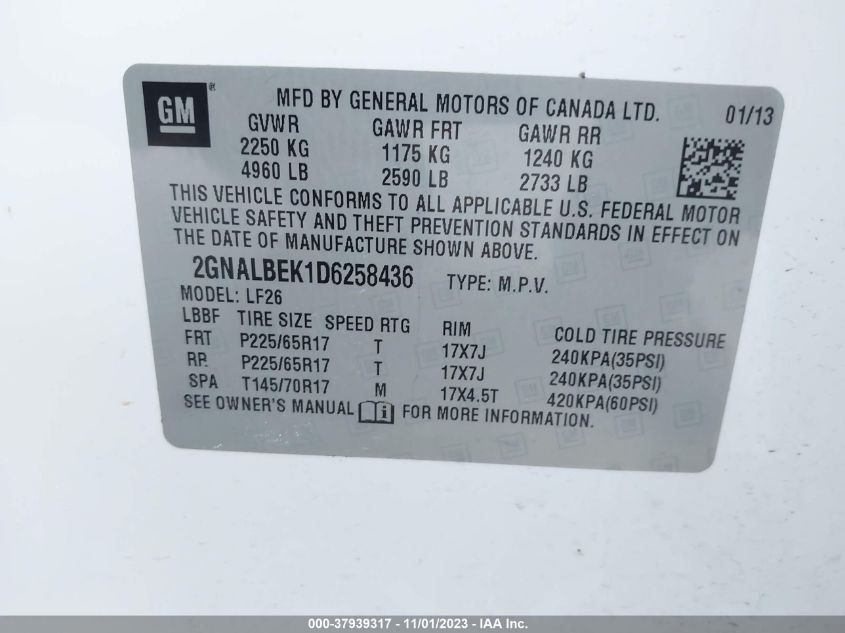 GM ®
MFD BY GENERAL MOTORS OF CANADA LTD. 01/13
GVWR GAWR FRT GAWR RR
2250 KG 1175 KG 1240 KG
4960 LB 2590 LB 2733 LB
THIS VEHICLE CONFORMS TO ALL APPLICABLE U.S. FEDERAL MOTOR
VEHICLE SAFETY AND THEFT PREVENTION STANDARDS IN EFFECT ON
THE DATE OF MANUFACTURE SHOWN ABOVE.
2GNALBEK1D6258436 TYPE: M.P.V.
MODEL: LF26
LBBF TIRE SIZE SPEED RTG RIM COLD TIRE PRESSURE
FRT P225/65R17 T 17X7J 240KPA(35PSI)
RR P225/65R17 T 17X7J 240KPA(35PSI)
SPA T145/70R17 M 17X4.5T 420KPA(60PSI)
SEE OWNER'S MANUAL i FOR MORE INFORMATION.
000-37939317 - 11/01/2023 - Copyright © IAA, Inc.